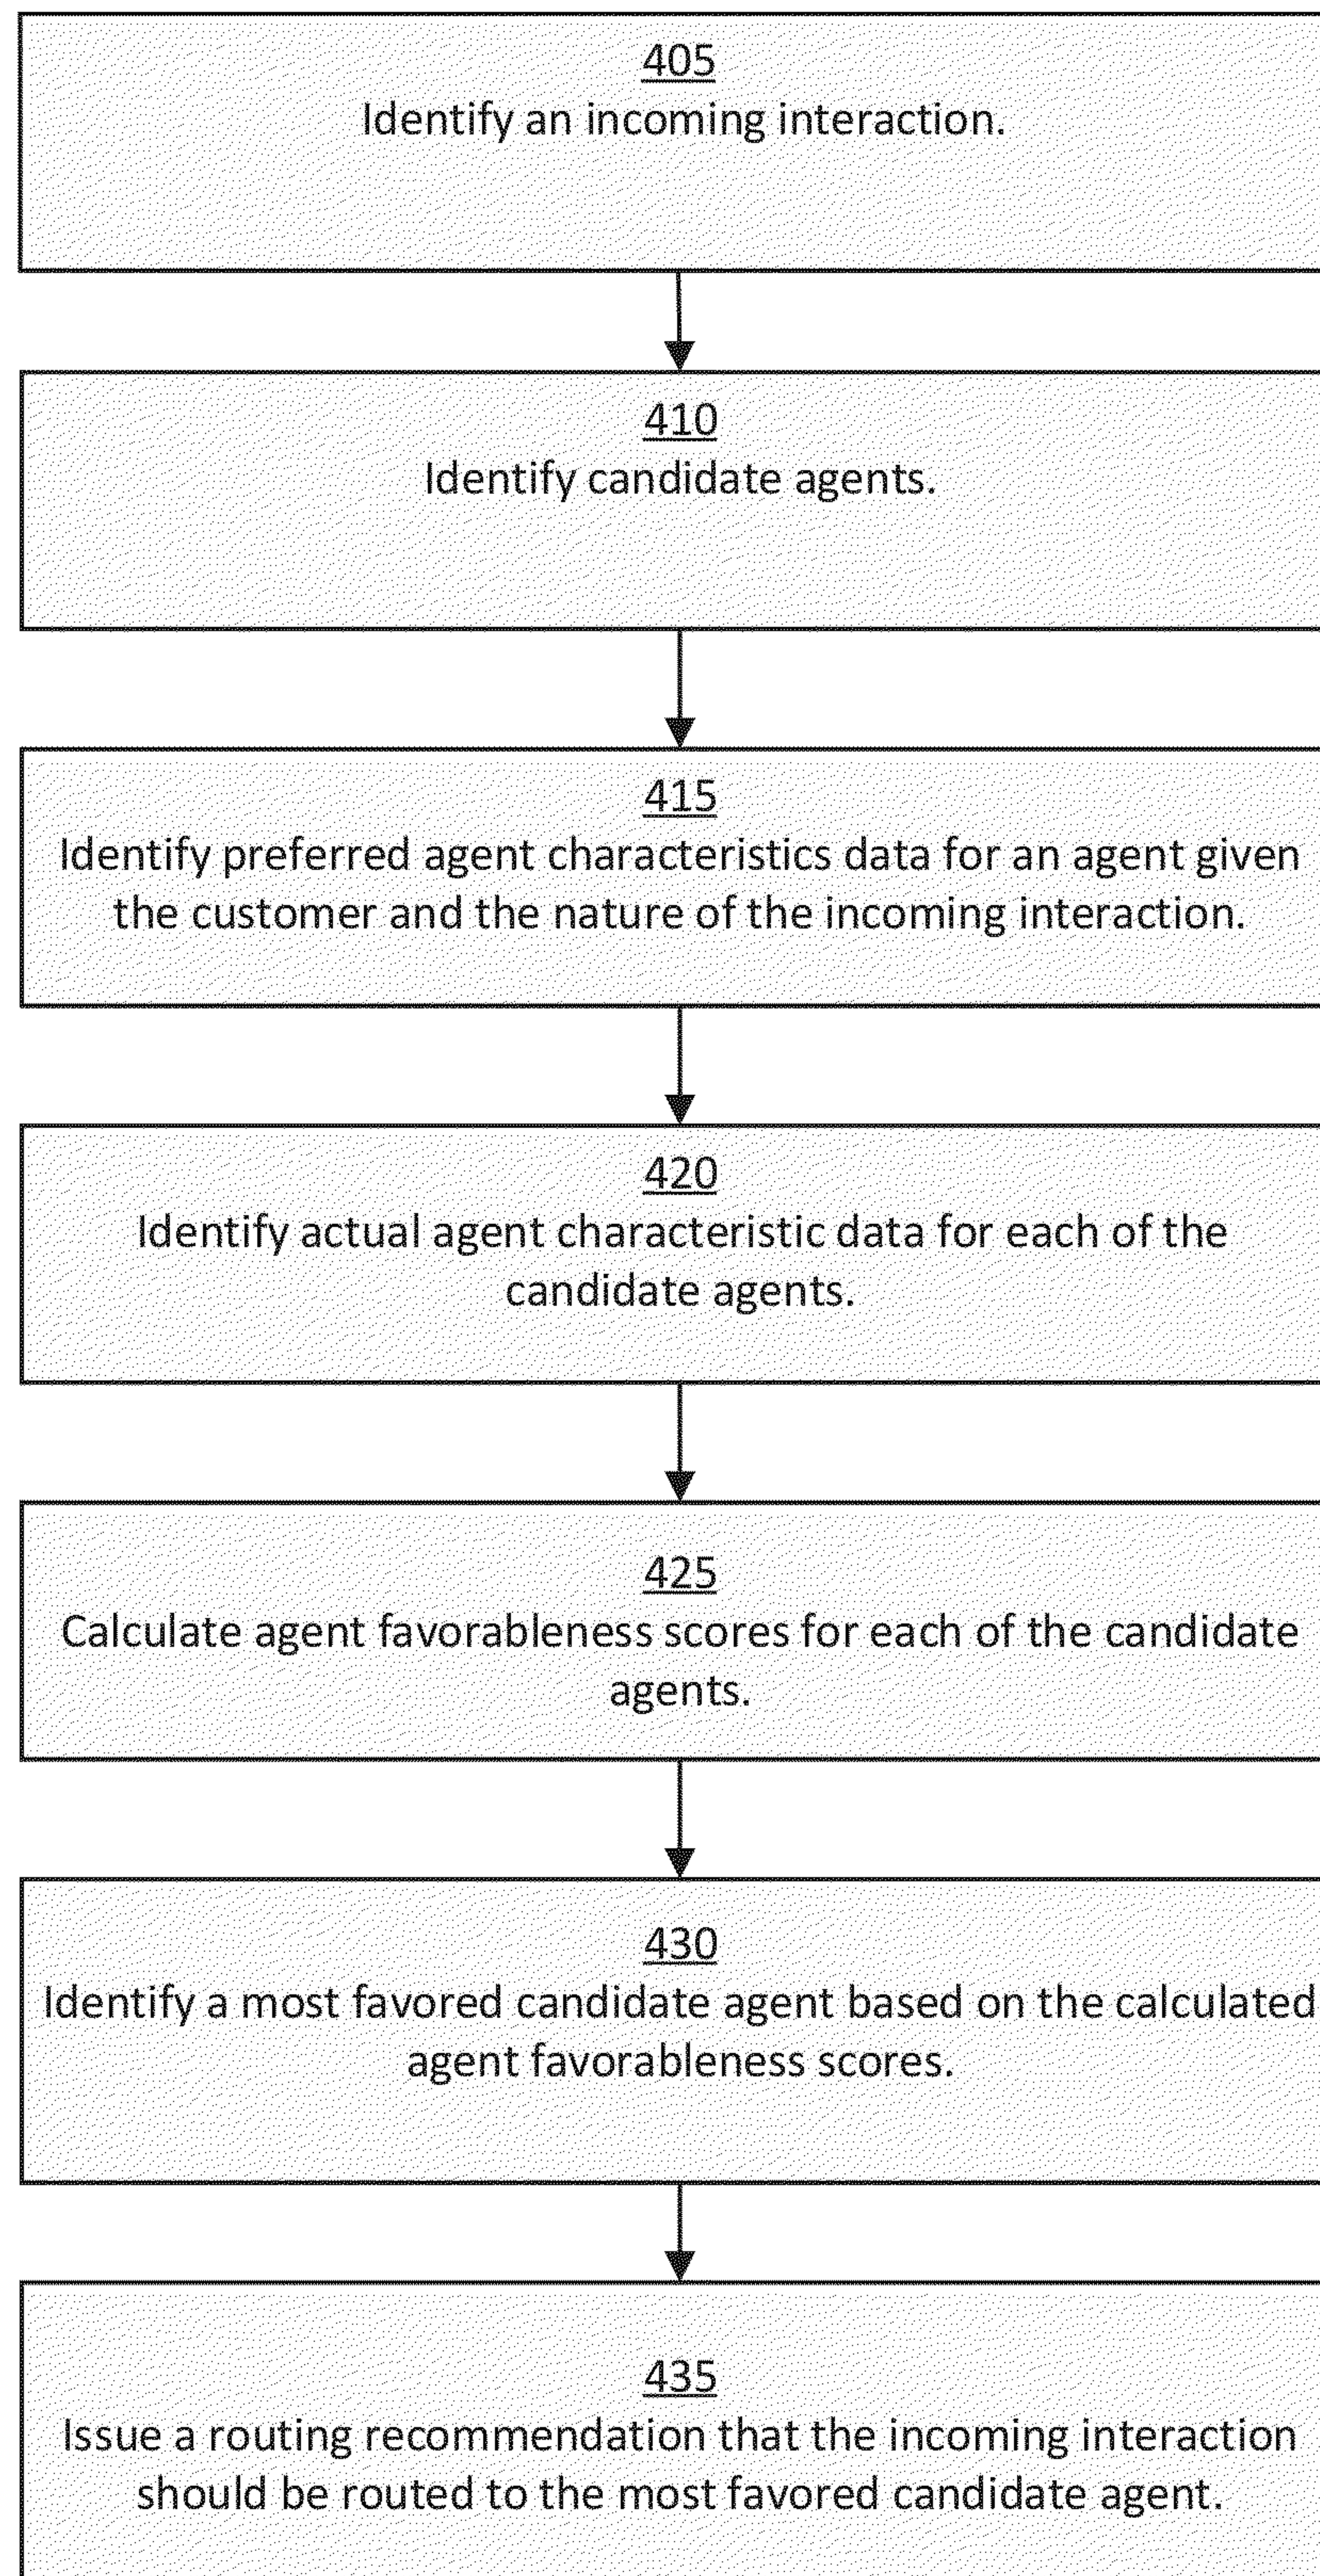 405
Identify an incoming interaction.
410
Identify candidate agents.
415
Identify preferred agent characteristics data for an agent given
the customer and the nature of the incoming interaction.
420
Identify actual agent characteristic data for each of the
candidate agents.
425
Calculate agent favorableness scores for each of the candidate
agents.
430
Identify a most favored candidate agent based on the calculated
agent favorableness scores.
435
Issue a routing recommendation that the incoming interaction
should be routed to the most favored candidate agent.